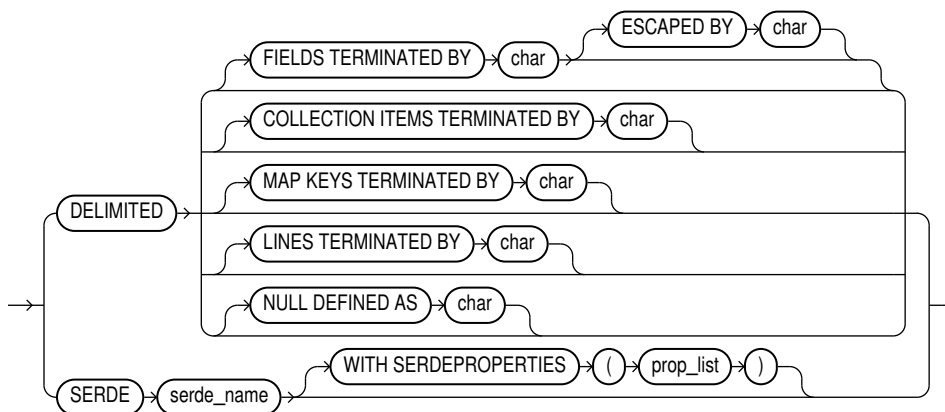 ESCAPED BY char
FIELDS TERMINATED BY char
COLLECTION ITEMS TERMINATED BY char
MAP KEYS TERMINATED BY char
DELIMITED
LINES TERMINATED BY char
NULL DEFINED AS char
WITH SERDEPROPERTIES ( prop_list )
SERDE serde_name